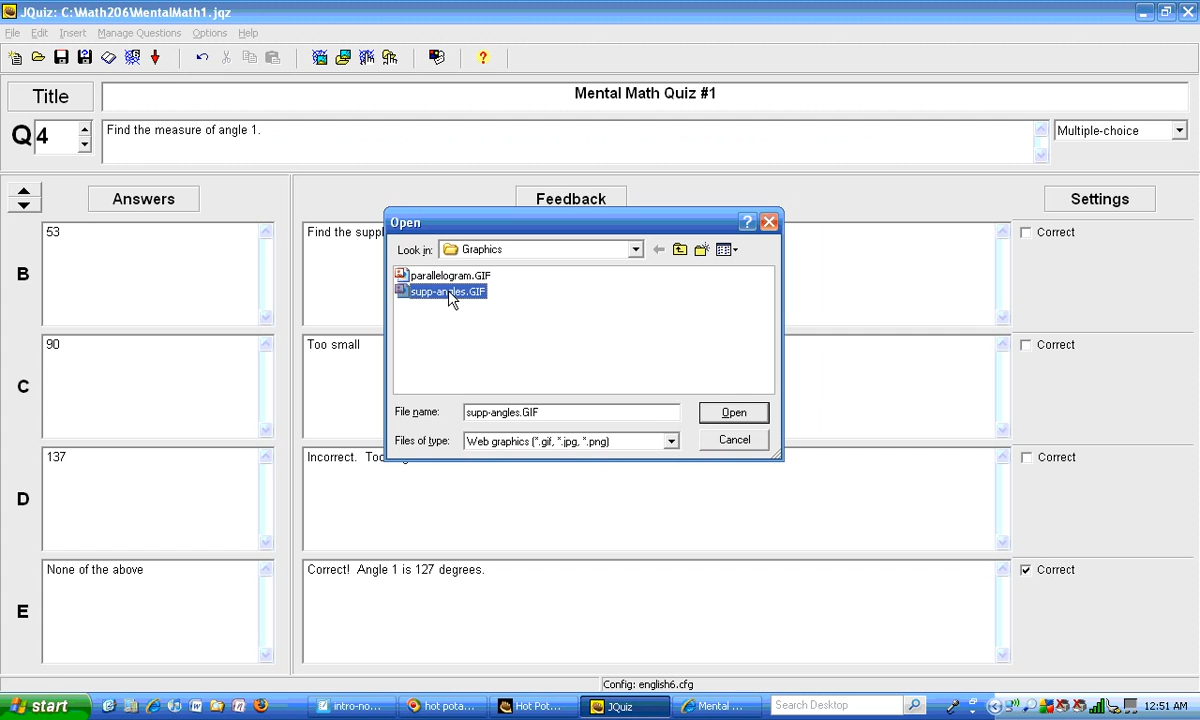 JQuiz: C:\Math206\MentalMath1.jqz
File Edit Insert Manage Questions Options Help
Title
Mental Math Quiz #1
Q 4
Find the measure of angle 1.
Multiple-choice
Answers
Feedback
Settings
B
53
Find the supp
Correct
C
90
Too small
Correct
D
137
Incorrect. Too
Correct
E
None of the above
Correct! Angle 1 is 127 degrees.
Correct
Open
Look in: Graphics
parallelogram.GIF
supp-angles.GIF
File name: supp-angles.GIF
Open
Files of type: Web graphics (*.gif, *.jpg, *.png)
Cancel
Config: english6.cfg
start
intro-no...
hot pota...
Hot Pot...
JQuiz
Mental ...
Search Desktop
12:51 AM